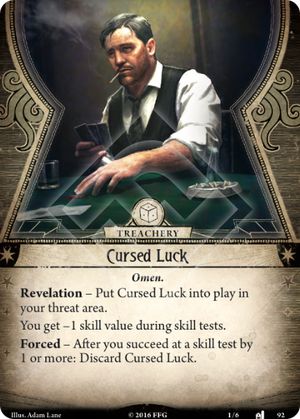 TREACHERY
Cursed Luck
Omen.
Revelation – Put Cursed Luck into play in
your threat area.
You get –1 skill value during skill tests.
Forced – After you succeed at a skill test by
1 or more: Discard Cursed Luck.
Illus. Adam Lane © 2016 FFG 1/6 92